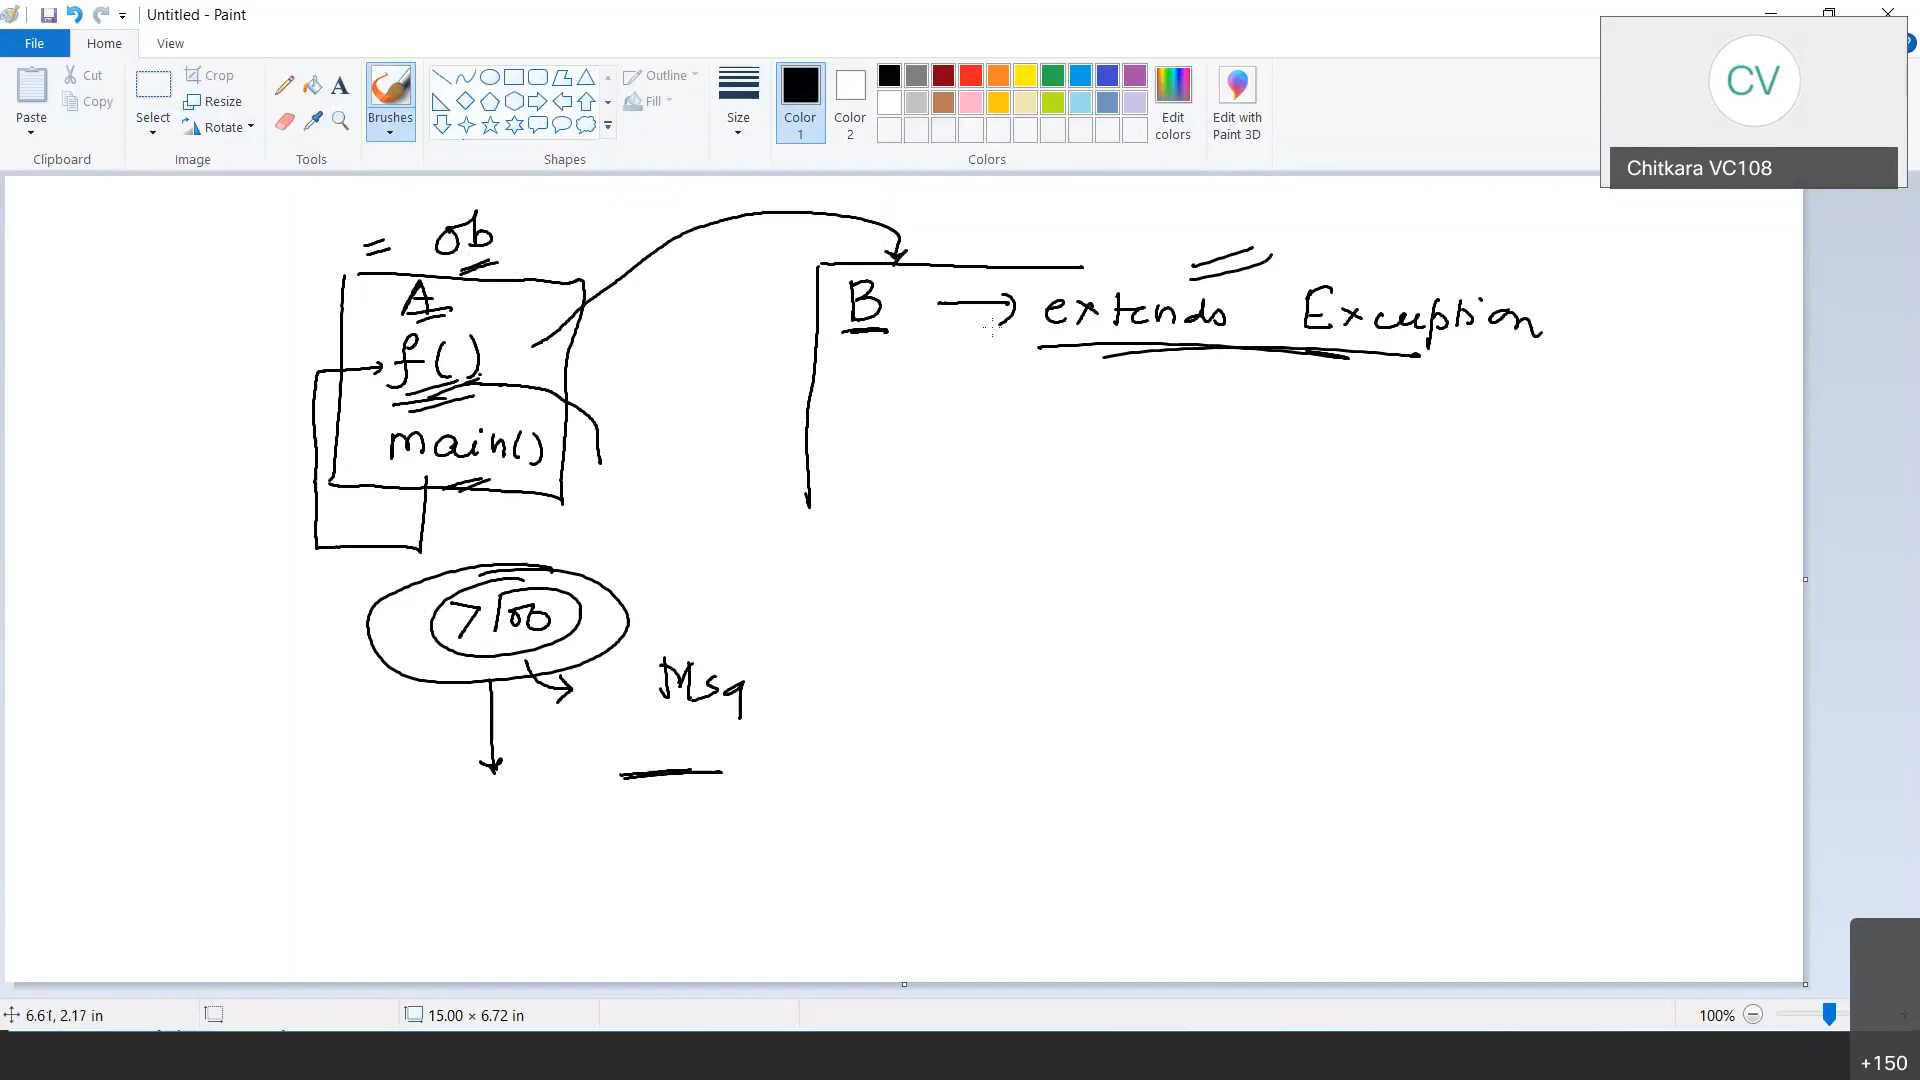 Untitled - Paint
File Home View
Paste
Cut
Copy
Clipboard
Select
Crop
Resize
Rotate
Image
A
Tools
Brushes
Outline
Fill
Shapes
Size
Color
1
Color
2
Edit
colors
Colors
Edit with
Paint 3D
CV
Chitkara VC108
= ob
A
f()
main()
B → extends Exception
>100
Msg
6.61, 2.17 in
15.00 × 6.72 in
100%
+150